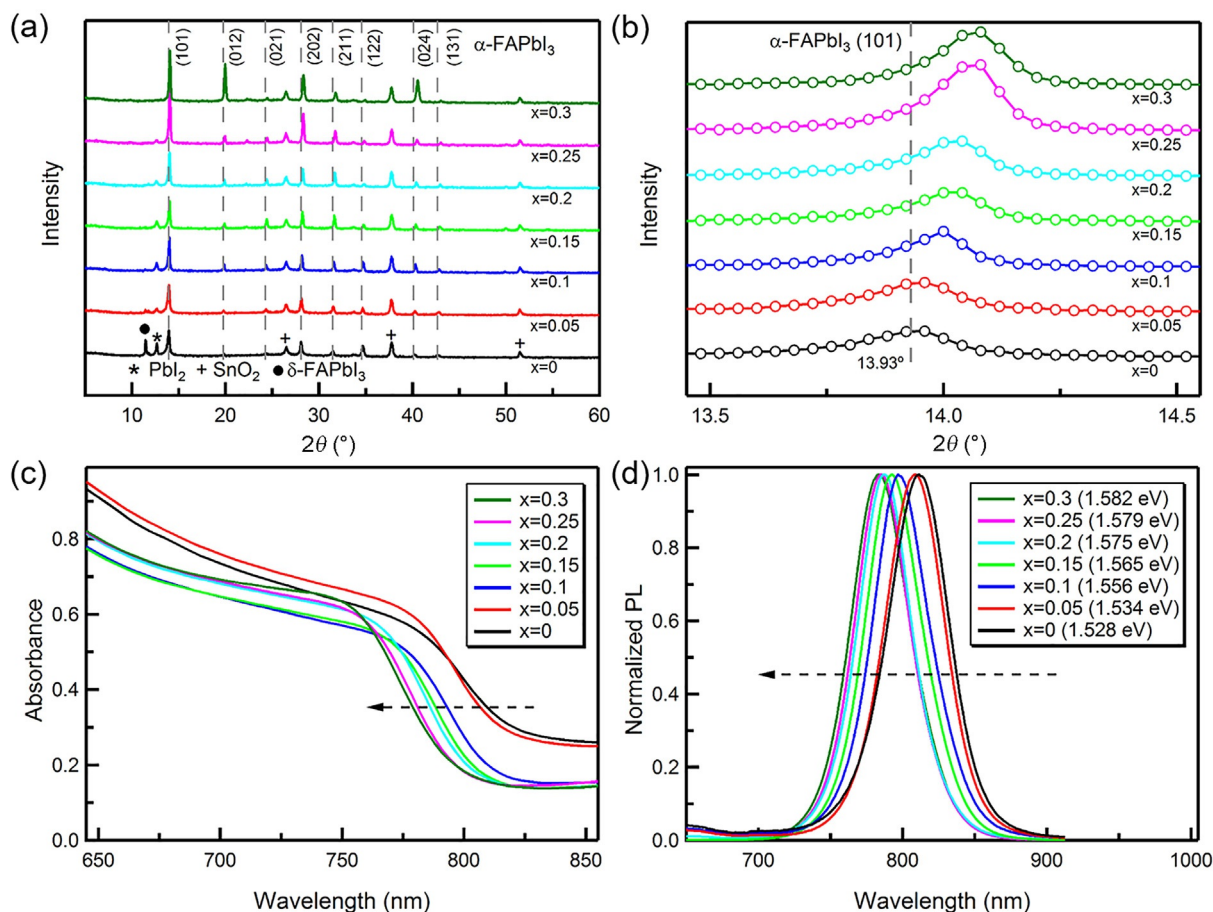 (a)
(101)
(012)
(021)
(202)
(211)
(122)
(024)
(131)
α-FAPbI₃
x=0.3
x=0.25
x=0.2
x=0.15
x=0.1
x=0.05
x=0
* + + +
* PbI₂ + SnO₂ ●δ-FAPbI₃
Intensity
10 20 30 40 50 60
2θ (°)
(b)
α-FAPbI₃ (101)
x=0.3
x=0.25
x=0.2
x=0.15
x=0.1
x=0.05
x=0
13.93º
Intensity
13.5 14.0 14.5
2θ (°)
(c)
x=0.3
x=0.25
x=0.2
x=0.15
x=0.1
x=0.05
x=0
Absorbance
0.8
0.6
0.4
0.2
0.0
650 700 750 800 850
Wavelength (nm)
(d)
x=0.3 (1.582 eV)
x=0.25 (1.579 eV)
x=0.2 (1.575 eV)
x=0.15 (1.565 eV)
x=0.1 (1.556 eV)
x=0.05 (1.534 eV)
x=0 (1.528 eV)
Normalized PL
1.0
0.8
0.6
0.4
0.2
0.0
700 800 900 1000
Wavelength (nm)